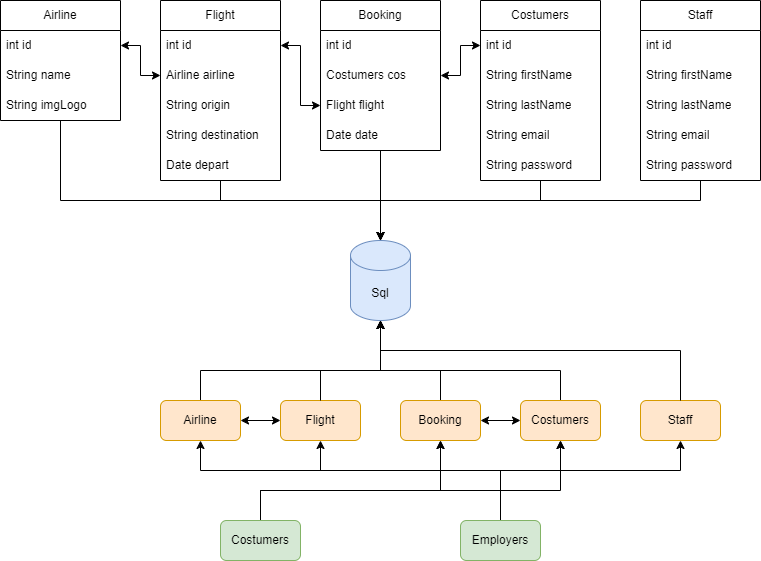 Airline
int id
String name
String imgLogo
Flight
int id
Airline airline
String origin
String destination
Date depart
Booking
int id
Costumers cos
Flight flight
Date date
Costumers
int id
String firstName
String lastName
String email
String password
Staff
int id
String firstName
String lastName
String email
String password
Sql
Airline
Flight
Booking
Costumers
Staff
Costumers
Employers